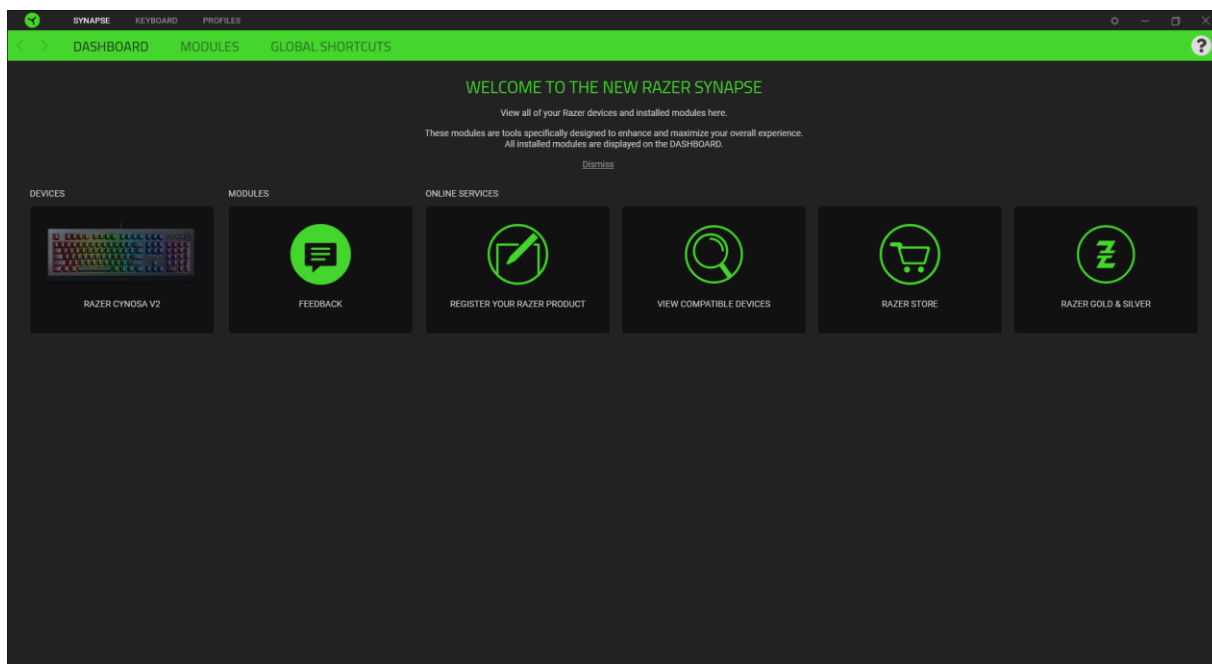 SYNAPSE KEYBOARD PROFILES
DASHBOARD MODULES GLOBAL SHORTCUTS
?
WELCOME TO THE NEW RAZER SYNAPSE
View all of your Razer devices and installed modules here.
These modules are tools specifically designed to enhance and maximize your overall experience.
All installed modules are displayed on the DASHBOARD.
Dismiss
DEVICES MODULES ONLINE SERVICES
RAZER CYNOSA V2 FEEDBACK REGISTER YOUR RAZER PRODUCT VIEW COMPATIBLE DEVICES RAZER STORE RAZER GOLD & SILVER